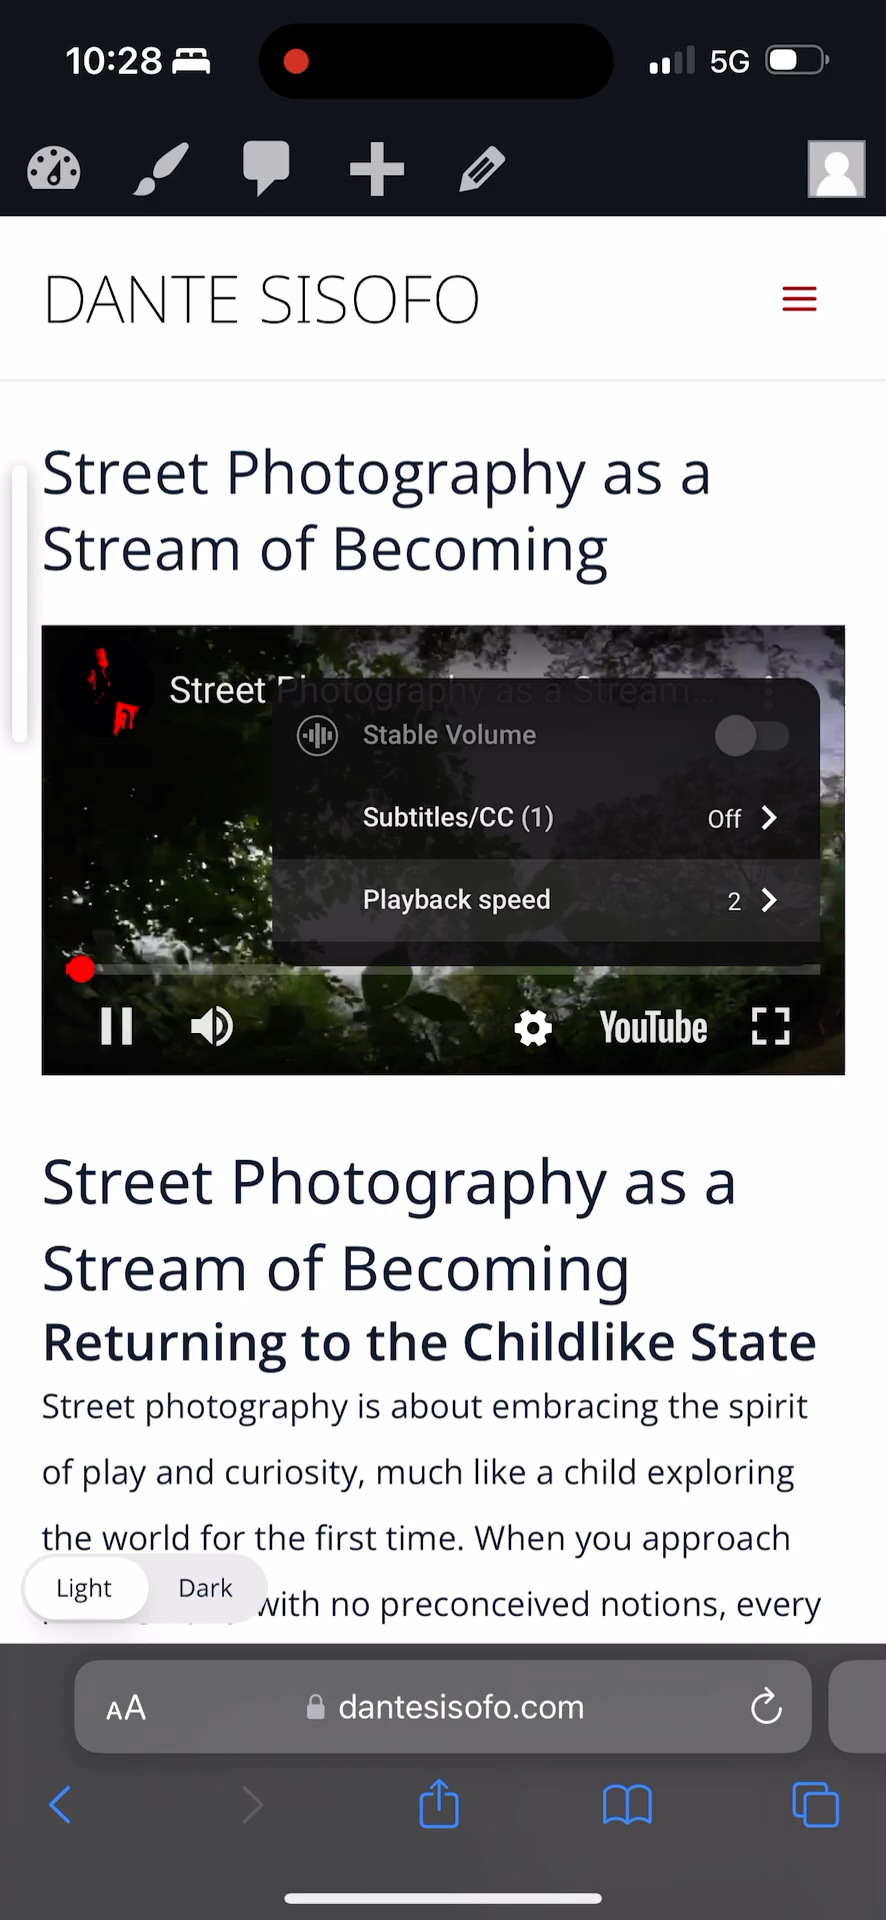 10:28
5G
DANTE SISOFO
Street Photography as a
Stream of Becoming
Street Photography as a Stream...
Stable Volume
Subtitles/CC (1) Off
Playback speed 2
YouTube
Street Photography as a
Stream of Becoming
Returning to the Childlike State
Street photography is about embracing the spirit
of play and curiosity, much like a child exploring
the world for the first time. When you approach
with no preconceived notions, every
Light Dark
AA dantesisofo.com